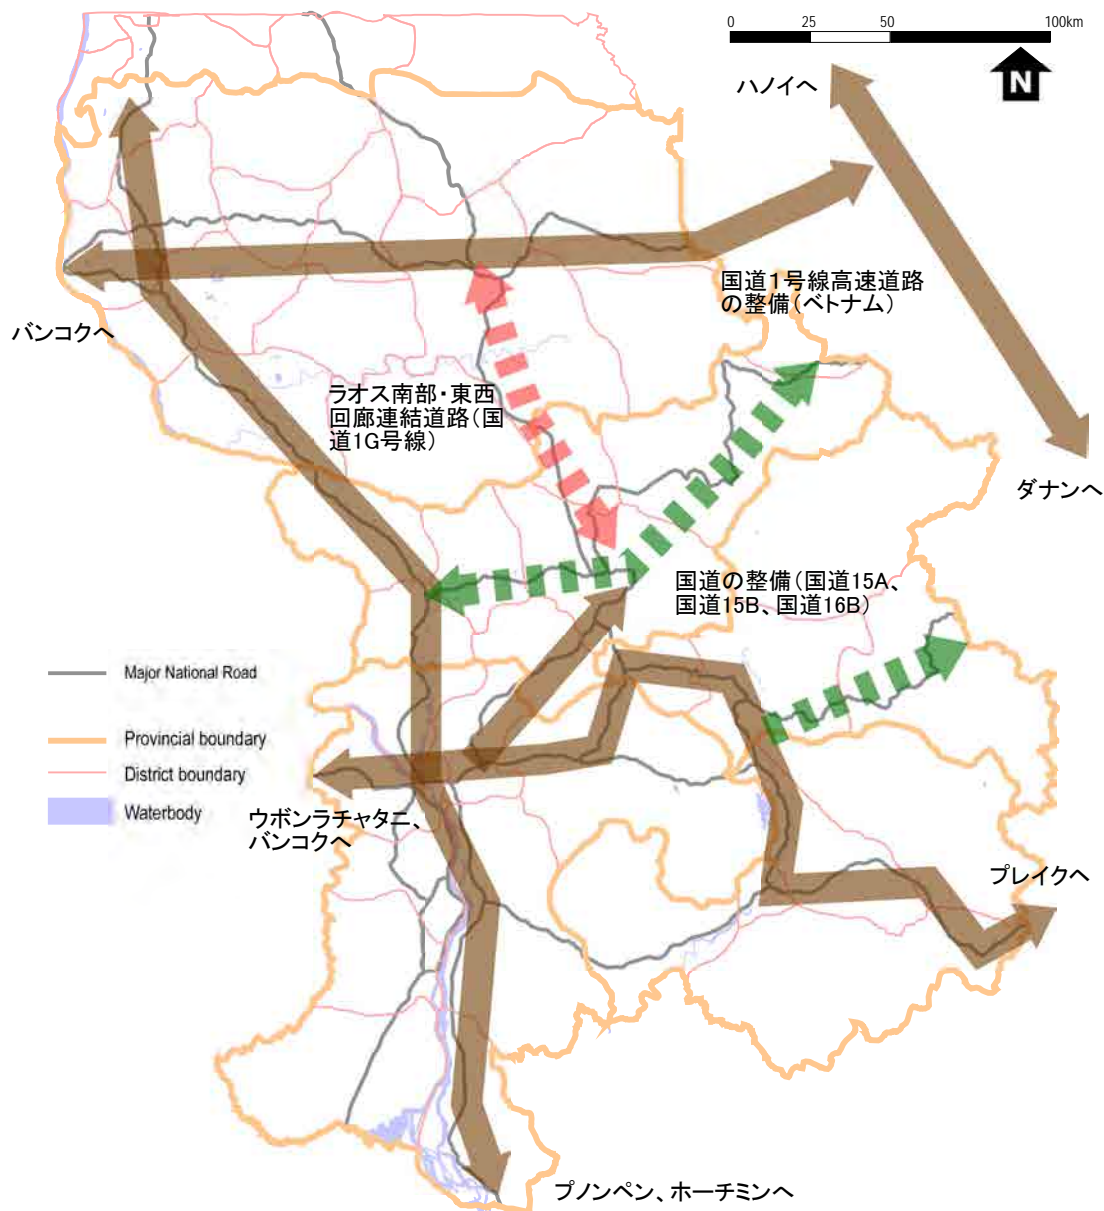 0 25 50 100km
N
ハノイへ
国道1号線高速道路
の整備（ベトナム）
バンコクへ
ラオス南部・東西
回廊連結道路（国
道1G号線）
ダナンへ
国道の整備（国道15A、
国道15B、国道16B）
Major National Road
Provincial boundary
District boundary
Waterbody
ウボンラチャタニ、
バンコクへ
プレイクへ
プノンペン、ホーチミンへ